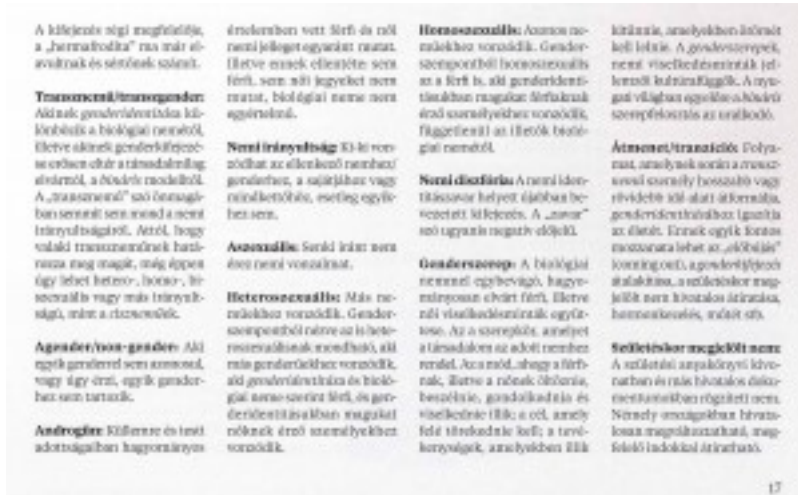 A kifejezés régi megfelelője,
a „hermafrodita” ma már el-
avultnak és sértőnek számít.
Transznemű/transzgender:
Akinek genderidentitása kü-
lönbözik a biológiai nemétől,
illetve akinek genderkifejezé-
se erősen eltér a társadalmilag
elvárttól, a bináris modelltől.
A „transznemű” szó önmagá-
ban semmit sem mond a nemi
irányultságáról. Attól, hogy
valaki transzneműnek hatá-
rozza meg magát, még éppen
úgy lehet hetero-, homo-, bi-
szexuális vagy más irányult-
ságú, mint a ciszneműek.
Agender/non-gender: Aki
egyik genderrel sem azonosul,
vagy úgy érzi, egyik gender-
hez sem tartozik.
Androgün: Külleme és testi
adottságaiban hagyományos
értelemben vett férfi és női
nemi jelleget egyaránt mutat.
Illetve ennek ellentéte: sem
férfi, sem női jegyeket nem
mutat, biológiai neme nem
egyértelmű.
Nemi irányultság: Ki-ki von-
zódhat az ellenkező nemhez/
genderhez, a sajátjához vagy
mindkettőhöz, esetleg egyik-
hez sem.
Aszexuális: Senki iránt nem
érez nemi vonzalmat.
Heteroszexuális: Más ne-
műekhez vonzódik. Gender-
szempontból nézve az is hete-
roszexuálisnak mondható, aki
más genderűekhez vonzódik,
aki genderidentitása és bioló-
giai neme szerint férfi, és gen-
deridentitásukban magukat
nőknek érző személyekhez
vonzódik.
Homoszexuális: Azonos ne-
műekhez vonzódik. Gender-
szempontból homoszexuális
az a férfi is, aki genderidenti-
tásukban magukat férfiaknak
érző személyekhez vonzódik,
függetlenül az illetők bioló-
giai nemétől.
Nemi diszfória: A nemi iden-
titászavar helyett újabban be-
vezetett kifejezés. A „zavar”
szó ugyanis negatív előjelű.
Genderszerep: A biológiai
nemmel egybevágó, hagyo-
mányosan elvárt férfi, illetve
női viselkedésminták együt-
tese. Az a szerepkör, amelyet
a társadalom az adott nemhez
rendel. Az a mód, ahogy a férfi-
nak, illetve a nőnek öltöznie,
beszélnie, gondolkodnia és
viselkednie illik; a cél, amely
felé törekednie kell; a tevé-
kenységek, amelyekben illik
kitűnnie, amelyekben örömét
kell lelnie. A genderszerepek,
nemi viselkedésminták jel-
lemzői kultúrafüggők. A nyu-
gati világban egyelőre a bináris
szerepfelosztás az uralkodó.
Átmenet/tranzíció: Folya-
mat, amelynek során a transz-
nemű személy hosszabb vagy
rövidebb idő alatt átformálja,
genderidentitásához igazítja
az életét. Ennek egyik fontos
mozzanata lehet az „előbújás”
(coming out), a genderkifejezés
átalakítása, a születéskor meg-
jelölt nem hivatalos átíratása,
hormonkezelés, műtét stb.
Születéskor megjelölt nem:
A születési anyakönyvi kivo-
natban és más hivatalos doku-
mentumokban rögzített nem.
Némely országokban hivata-
losan megváltoztatható, meg-
felelő indokkal átíratható.
17